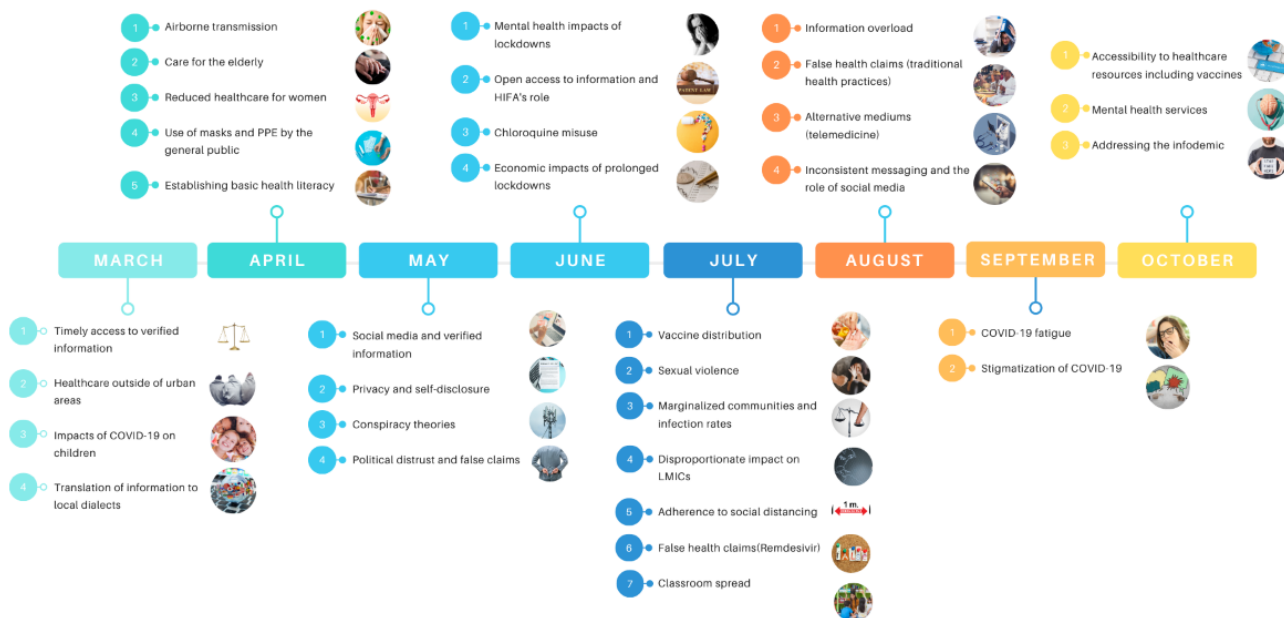 1
Airborne transmission
2
Care for the elderly
3
Reduced healthcare for women
4
Use of masks and PPE by the
general public
5
Establishing basic health literacy
1
Mental health impacts of
lockdowns
2
Open access to information and
HIFA's role
PATENT LAW
3
Chloroquine misuse
4
Economic impacts of prolonged
lockdowns
1
Information overload
2
False health claims (traditional
health practices)
3
Alternative mediums
(telemedicine)
4
Inconsistent messaging and the
role of social media
1
Accessibility to healthcare
resources including vaccines
2
Mental health services
3
Addressing the infodemic
MARCH
APRIL
MAY
JUNE
JULY
AUGUST
SEPTEMBER
OCTOBER
1
Timely access to verified
information
2
Healthcare outside of urban
areas
3
Impacts of COVID-19 on
children
4
Translation of information to
local dialects
1
Social media and verified
information
2
Privacy and self-disclosure
3
Conspiracy theories
4
Political distrust and false claims
1
Vaccine distribution
2
Sexual violence
3
Marginalized communities and
infection rates
4
Disproportionate impact on
LMICs
5
Adherence to social distancing
1 m.
6
False health claims(Remdesivir)
7
Classroom spread
1
COVID-19 fatigue
2
Stigmatization of COVID-19